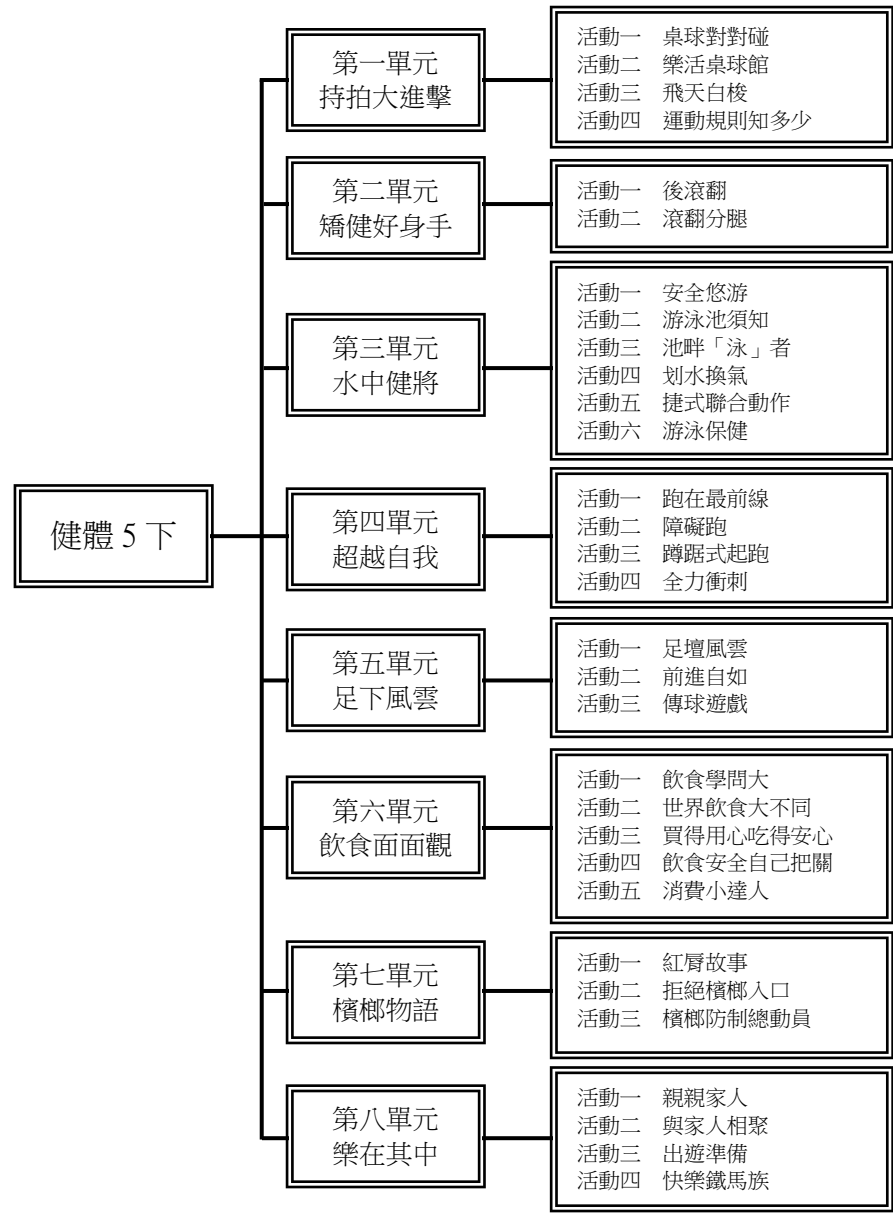 健體 5 下
第一單元
持拍大進擊
活動一　桌球對對碰
活動二　樂活桌球館
活動三　飛天白梭
活動四　運動規則知多少
第二單元
矯健好身手
活動一　後滾翻
活動二　滾翻分腿
第三單元
水中健將
活動一　安全悠游
活動二　游泳池須知
活動三　池畔「泳」者
活動四　划水換氣
活動五　捷式聯合動作
活動六　游泳保健
第四單元
超越自我
活動一　跑在最前線
活動二　障礙跑
活動三　蹲踞式起跑
活動四　全力衝刺
第五單元
足下風雲
活動一　足壇風雲
活動二　前進自如
活動三　傳球遊戲
第六單元
飲食面面觀
活動一　飲食學問大
活動二　世界飲食大不同
活動三　買得用心吃得安心
活動四　飲食安全自己把關
活動五　消費小達人
第七單元
檳榔物語
活動一　紅脣故事
活動二　拒絕檳榔入口
活動三　檳榔防制總動員
第八單元
樂在其中
活動一　親親家人
活動二　與家人相聚
活動三　出遊準備
活動四　快樂鐵馬族